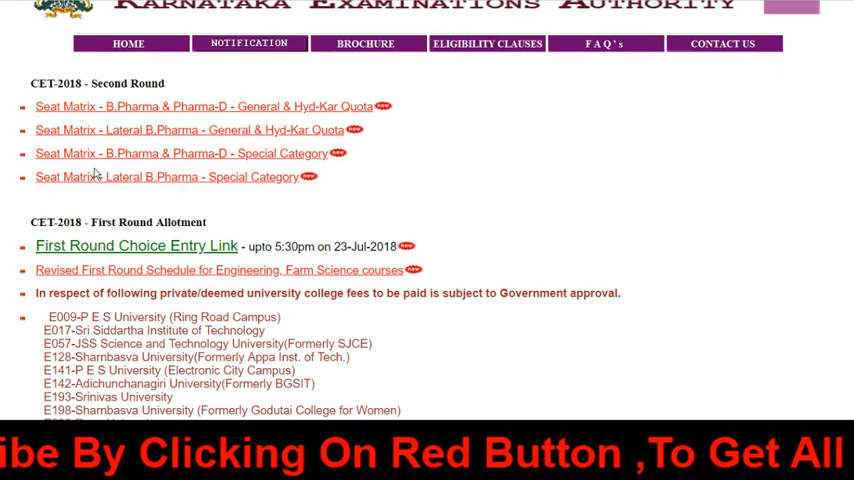 KARNATAKA EXAMINATIONS AUTHORITY
HOME NOTIFICATION BROCHURE ELIGIBILITY CLAUSES F A Q ' s CONTACT US
CET-2018 - Second Round
Seat Matrix - B.Pharma & Pharma-D - General & Hyd-Kar Quota new
Seat Matrix - Lateral B.Pharma - General & Hyd-Kar Quota new
Seat Matrix - B.Pharma & Pharma-D - Special Category new
Seat Matrix - Lateral B.Pharma - Special Category new
CET-2018 - First Round Allotment
First Round Choice Entry Link - upto 5:30pm on 23-Jul-2018 new
Revised First Round Schedule for Engineering, Farm Science courses new
In respect of following private/deemed university college fees to be paid is subject to Government approval.
E009-P E S University (Ring Road Campus)
E017-Sri Siddartha Institute of Technology
E057-JSS Science and Technology University(Formerly SJCE)
E128-Sharnbasva University(Formerly Appa Inst. of Tech.)
E141-P E S University (Electronic City Campus)
E142-Adichunchanagiri University(Formerly BGSIT)
E193-Srinivas University
E198-Sharnbasva University (Formerly Godutai College for Women)
ibe By Clicking On Red Button ,To Get All